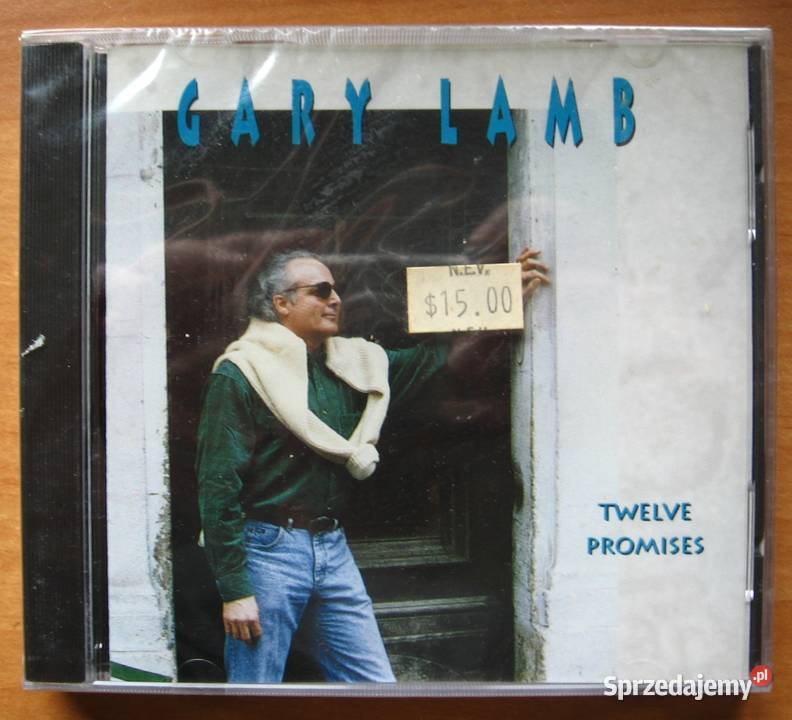 GARY LAMB
N.E.V.
$15.00
TWELVE
PROMISES
Sprzedajemy.pl